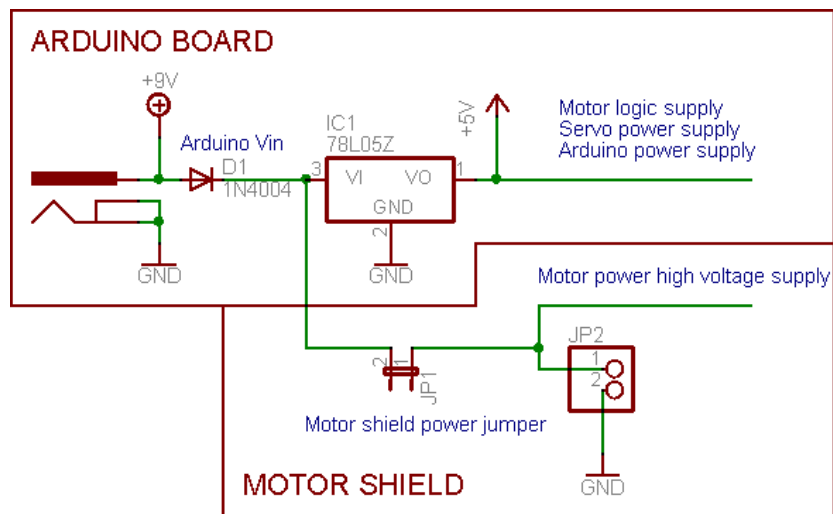 ARDUINO BOARD
+9V
Arduino Vin
D1
1N4004
IC1
78L05Z
3
VI
VO
1
GND
2
+5V
Motor logic supply
Servo power supply
Arduino power supply
GND
GND
Motor power high voltage supply
2
1
JP1
JP2
1
2
Motor shield power jumper
MOTOR SHIELD
GND